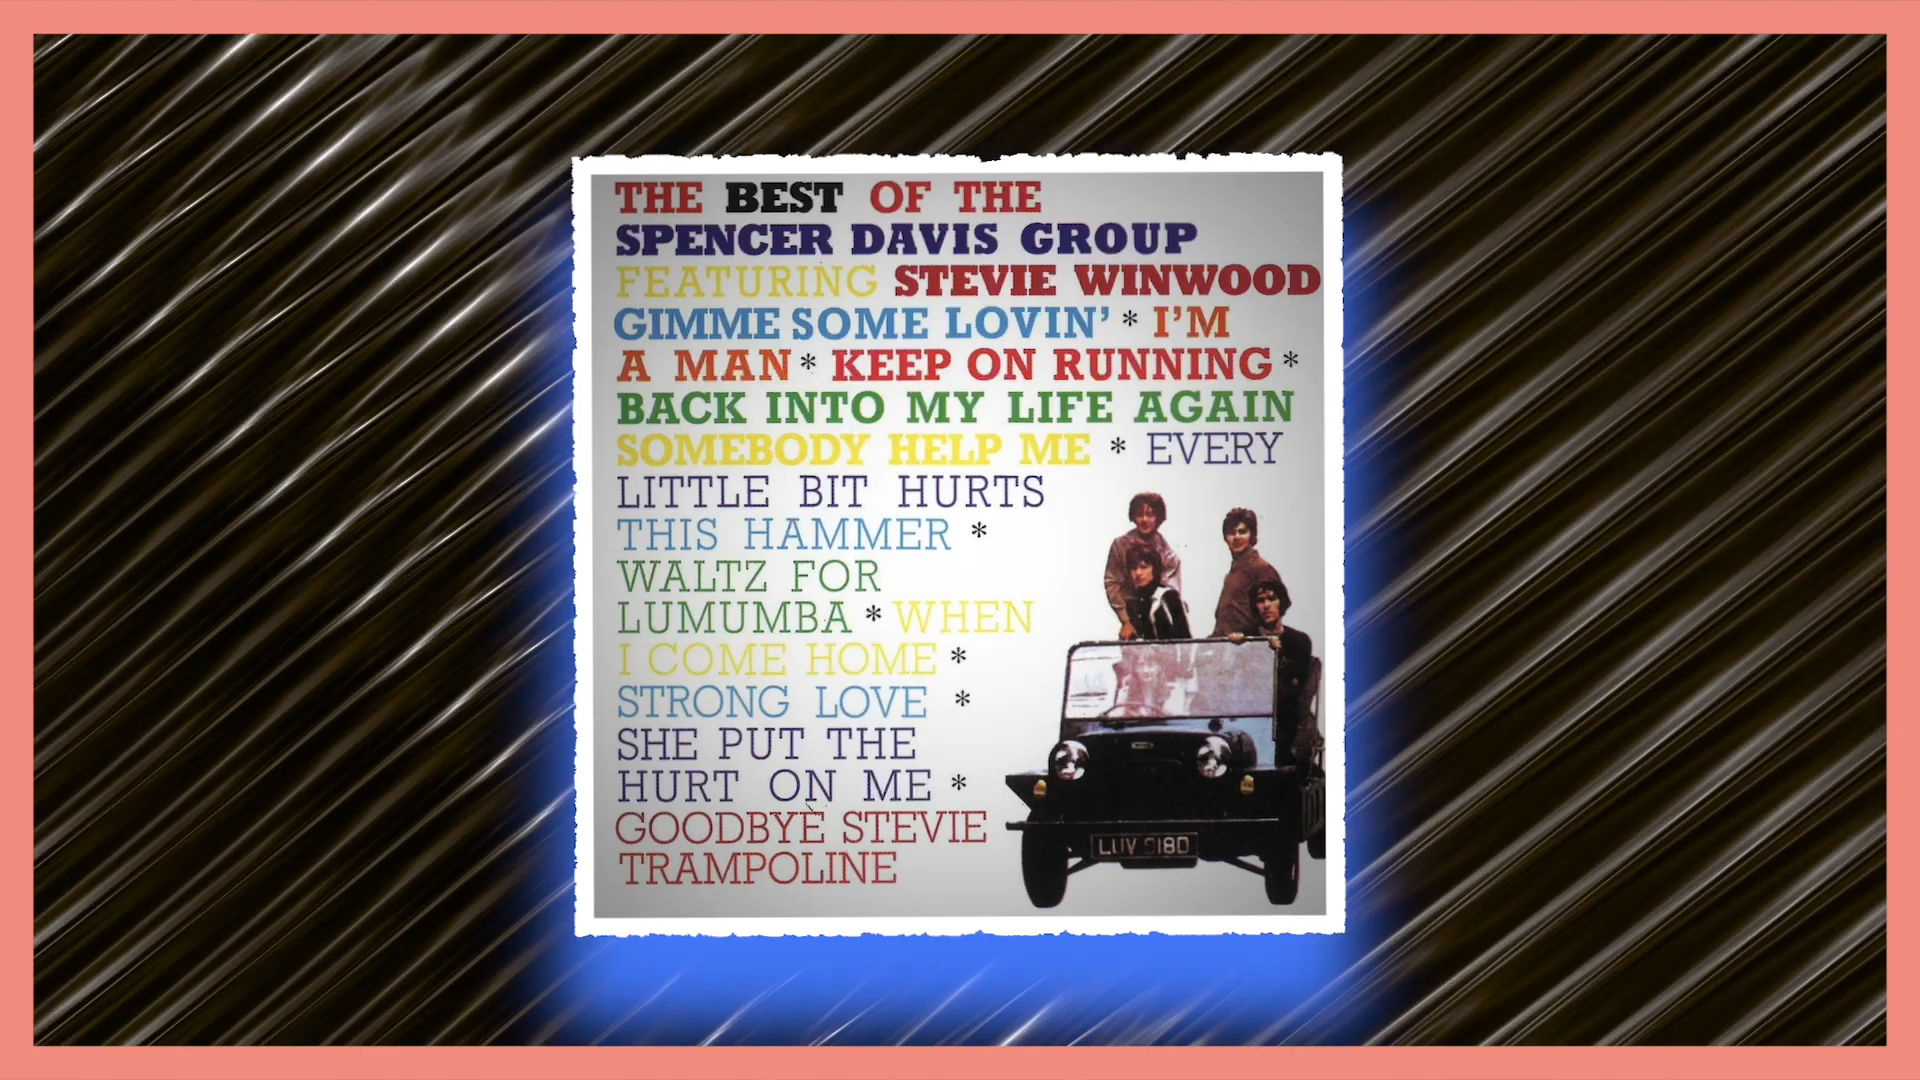 THE BEST OF THE
SPENCER DAVIS GROUP
FEATURING STEVIE WINWOOD
GIMME SOME LOVIN' * I'M
A MAN * KEEP ON RUNNING *
BACK INTO MY LIFE AGAIN
SOMEBODY HELP ME * EVERY
LITTLE BIT HURTS
THIS HAMMER *
WALTZ FOR
LUMUMBA * WHEN
I COME HOME *
STRONG LOVE *
SHE PUT THE
HURT ON ME *
GOODBYE STEVIE
TRAMPOLINE
LUV 918D